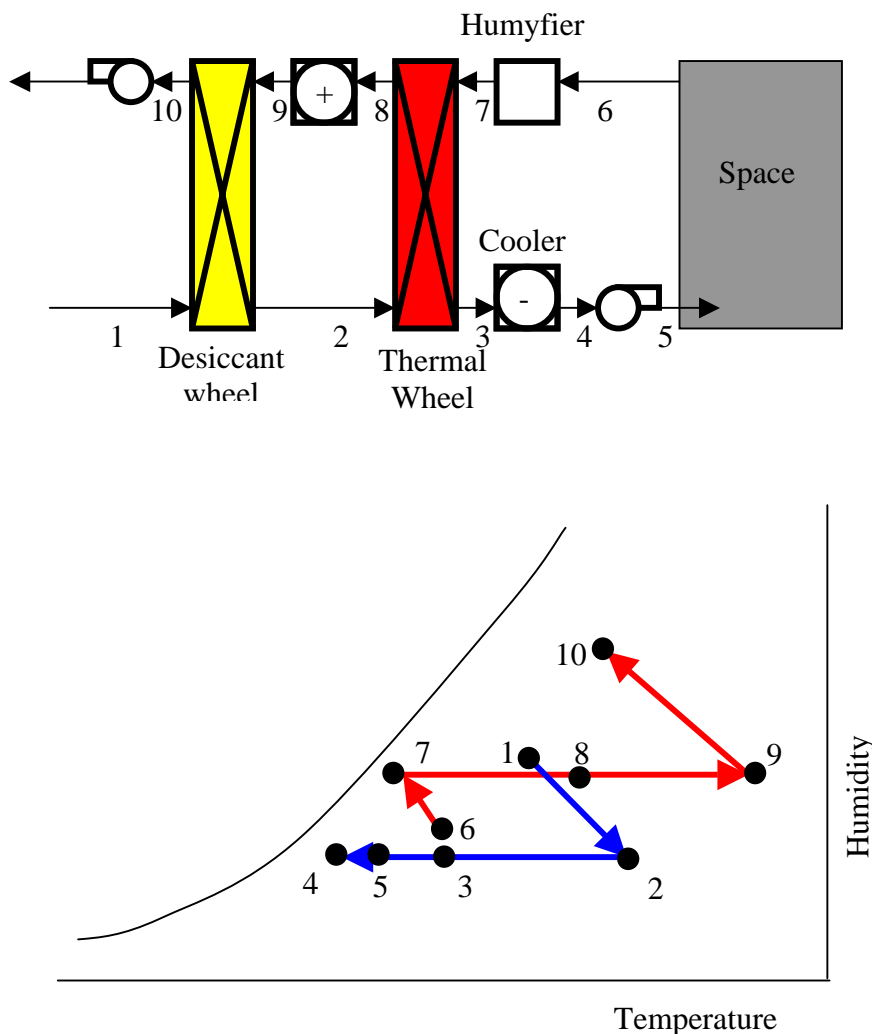 Humyfier
10
9
+
8
7
6
Space
Cooler
-
1
2
3
4
5
Desiccant
wheel
Thermal
Wheel
10
7
1
8
9
6
4
5
3
2
Humidity
Temperature